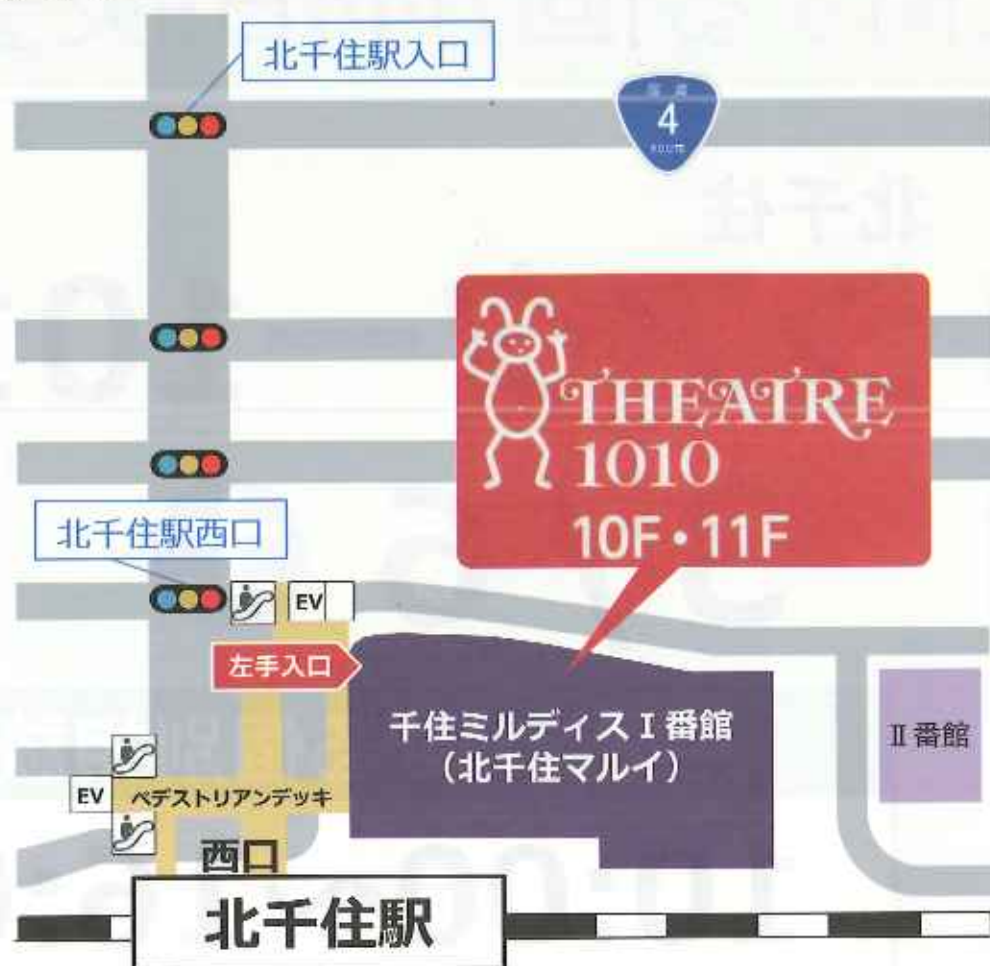 北千住駅入口
4
THEATRE
1010
10F・11F
北千住駅西口
EV
左手入口
千住ミルディスⅠ番館
(北千住マルイ)
Ⅱ番館
EV
ペデストリアンデッキ
西口
北千住駅